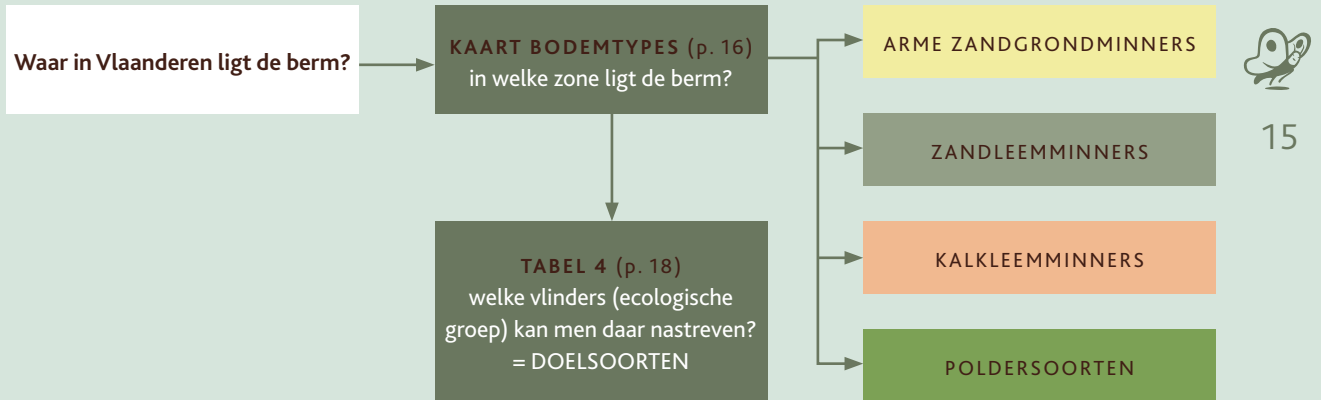 Waar in Vlaanderen ligt de berm?
KAART BODEMTYPES (p. 16)
in welke zone ligt de berm?
TABEL 4 (p. 18)
welke vlinders (ecologische
groep) kan men daar nastreven?
= DOELSOORTEN
ARME ZANDGRONDMINNERS
ZANDLEEMMINNERS
KALKLEEMMINNERS
POLDERSOORTEN
15